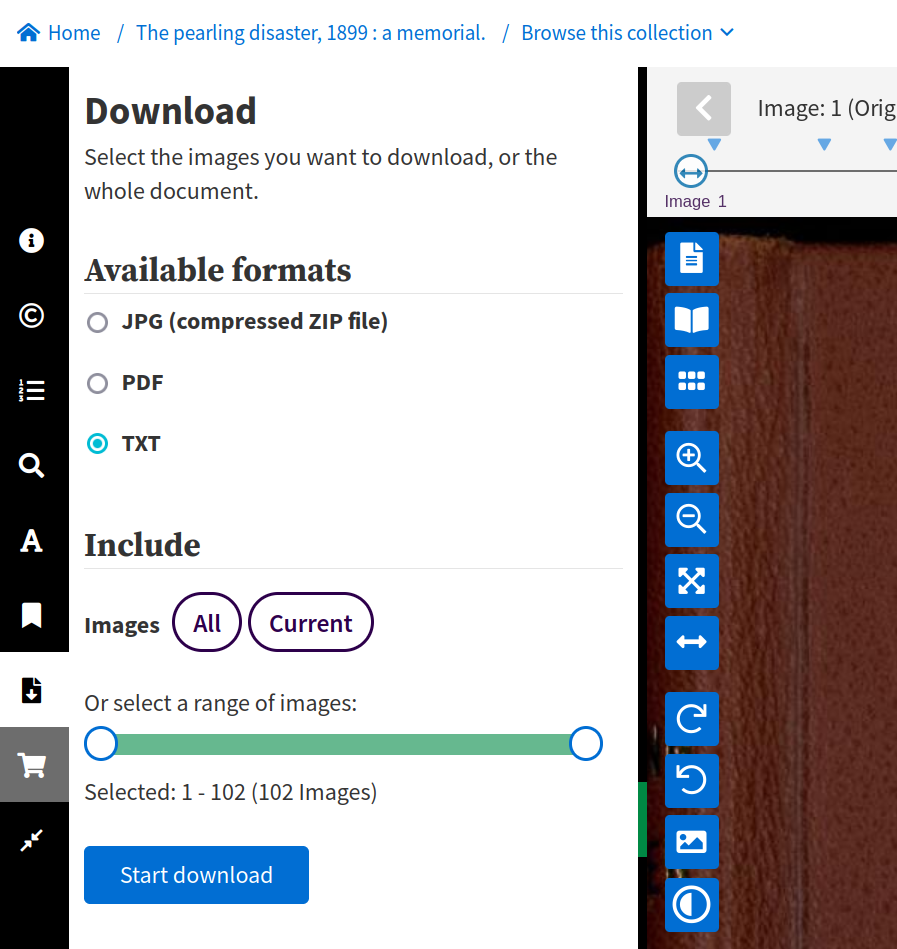 Home / The pearling disaster, 1899 : a memorial. / Browse this collection
Download
Select the images you want to download, or the
whole document.
Available formats
JPG (compressed ZIP file)
PDF
TXT
Include
Images All Current
Or select a range of images:
Selected: 1 - 102 (102 Images)
Start download
Image: 1 (Orig
Image 1